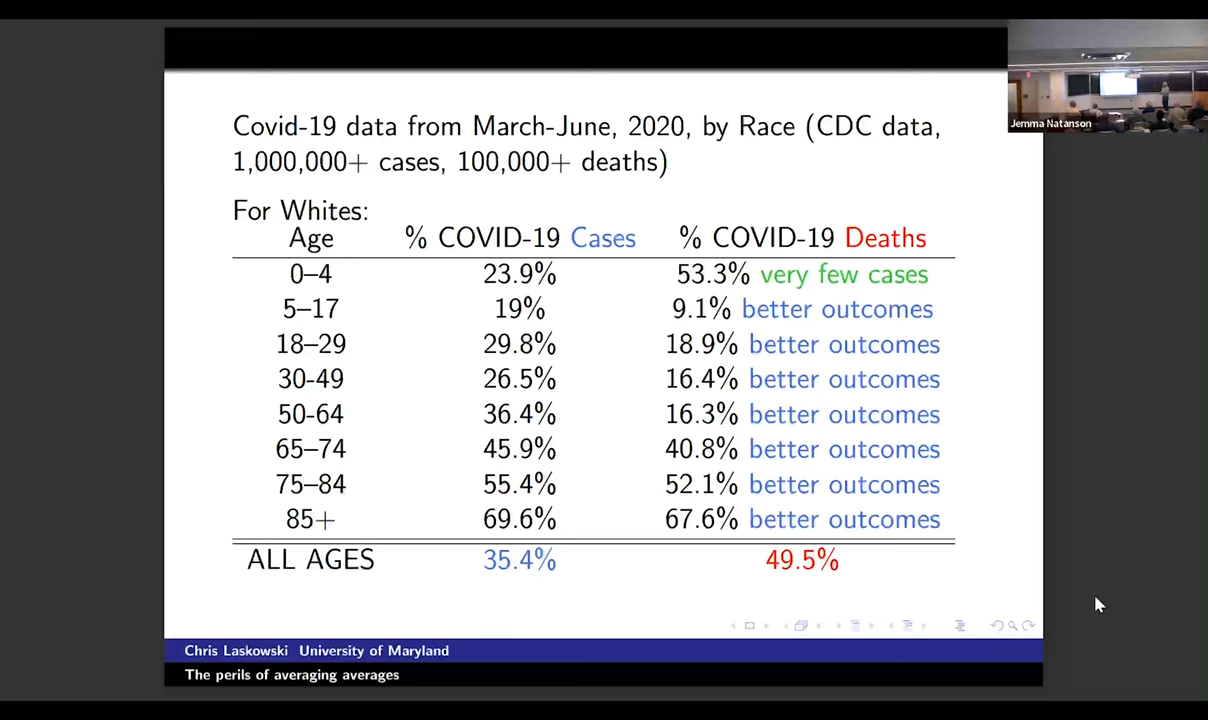 Jemma Natanson
Covid-19 data from March-June, 2020, by Race (CDC data,
1,000,000+ cases, 100,000+ deaths)
For Whites:
Age % COVID-19 Cases % COVID-19 Deaths
0–4 23.9% 53.3% very few cases
5–17 19% 9.1% better outcomes
18–29 29.8% 18.9% better outcomes
30-49 26.5% 16.4% better outcomes
50-64 36.4% 16.3% better outcomes
65–74 45.9% 40.8% better outcomes
75–84 55.4% 52.1% better outcomes
85+ 69.6% 67.6% better outcomes
ALL AGES 35.4% 49.5%
Chris Laskowski University of Maryland
The perils of averaging averages